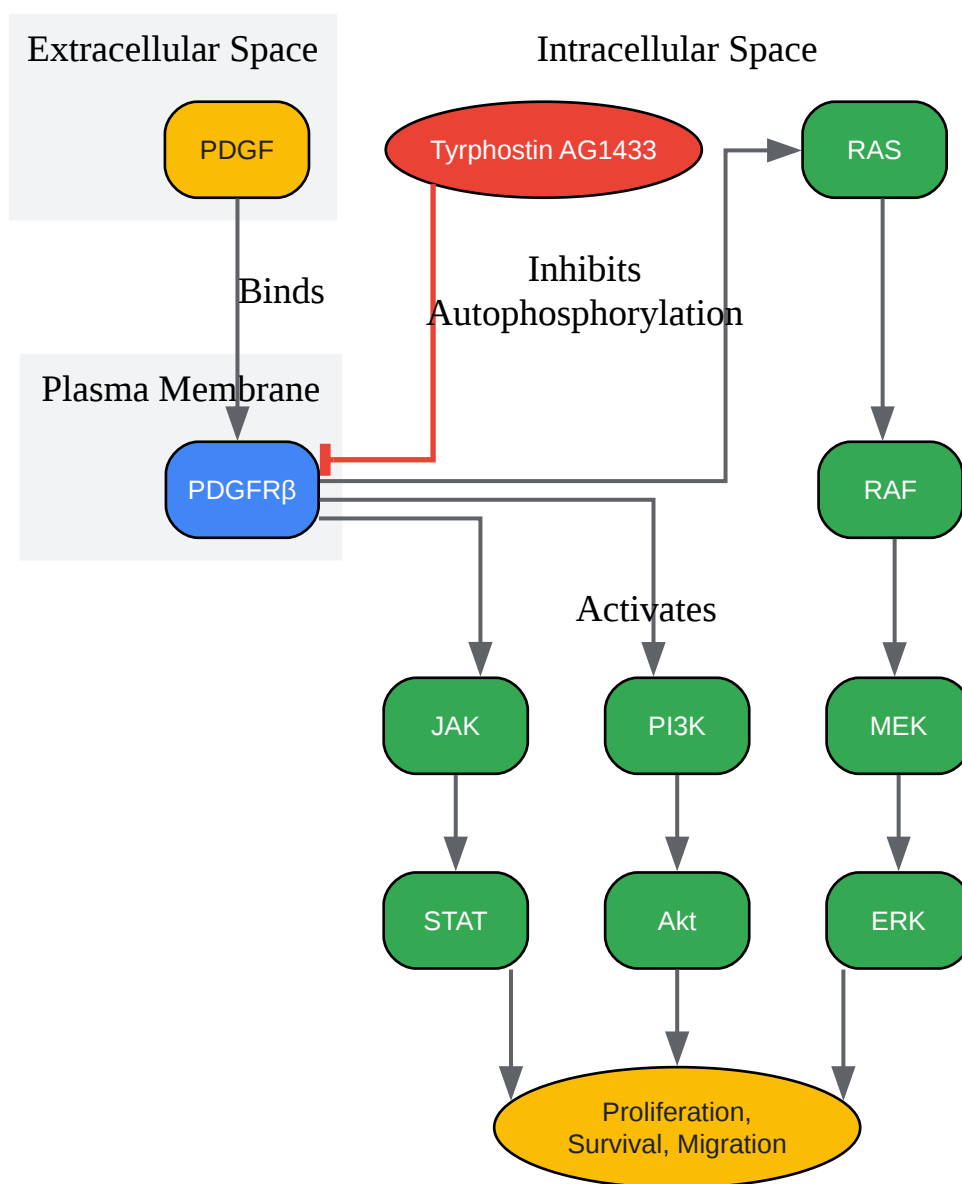 Extracellular Space
Intracellular Space
PDGF
Tyrphostin AG1433
RAS
Binds
Inhibits
Autophosphorylation
Plasma Membrane
PDGFRβ
RAF
Activates
JAK
PI3K
MEK
STAT
Akt
ERK
Proliferation,
Survival, Migration